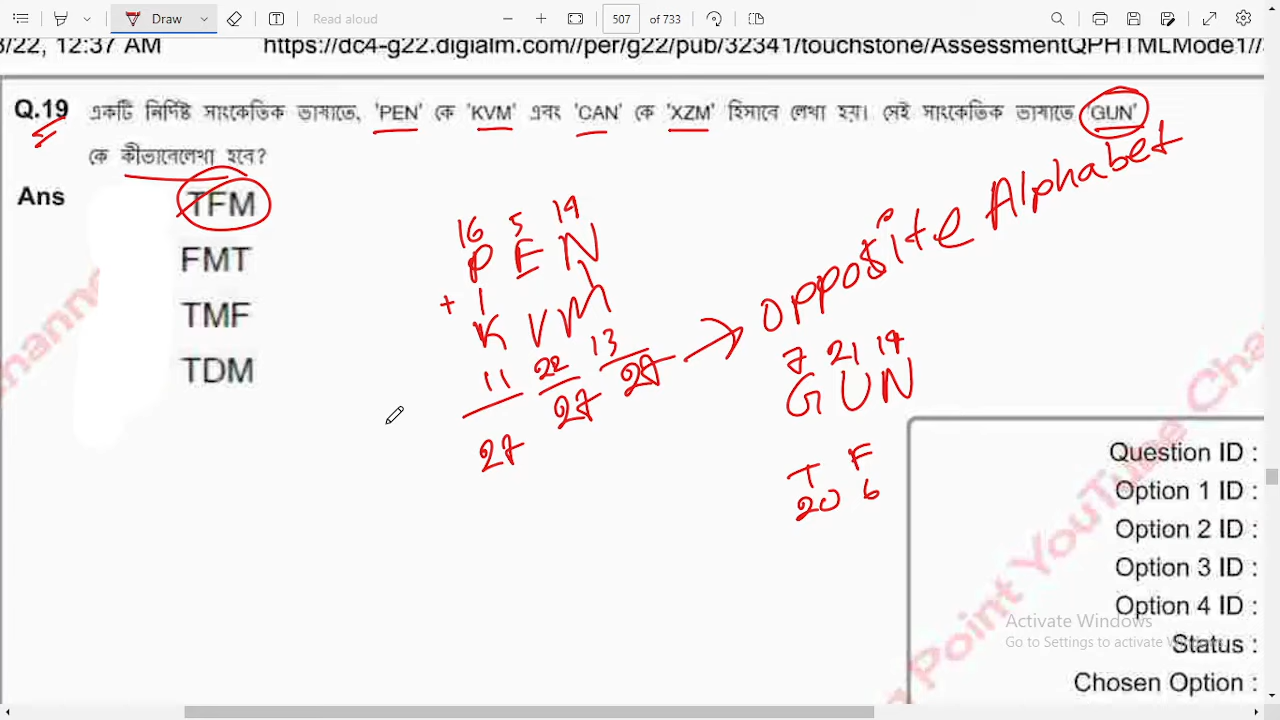 Draw
Read aloud
507 of 733
3/22, 12:37 AM https://dc4-g22.digialm.com//per/g22/pub/32341/touchstone/AssessmentQPHTMLMode1//
Q.19 একটি নির্দিষ্ট সাংকেতিক ভাষাতে, 'PEN' কে 'KVM' এবং 'CAN' কে 'XZM' হিসাবে লেখা হয়। সেই সাংকেতিক ভাষাতে 'GUN'
কে কীভাবেলেখা হবে?
Ans TFM
FMT
TMF
TDM
16 5 14
P E N
+
K V M
11 22 13
27 27 27
Opposite Alphabet
7 21 14
G U N
T F
20 6
Question ID :
Option 1 ID :
Option 2 ID :
Option 3 ID :
Option 4 ID :
Status :
Chosen Option :
Activate Windows
Go to Settings to activate Windows
Point YouTube Channel